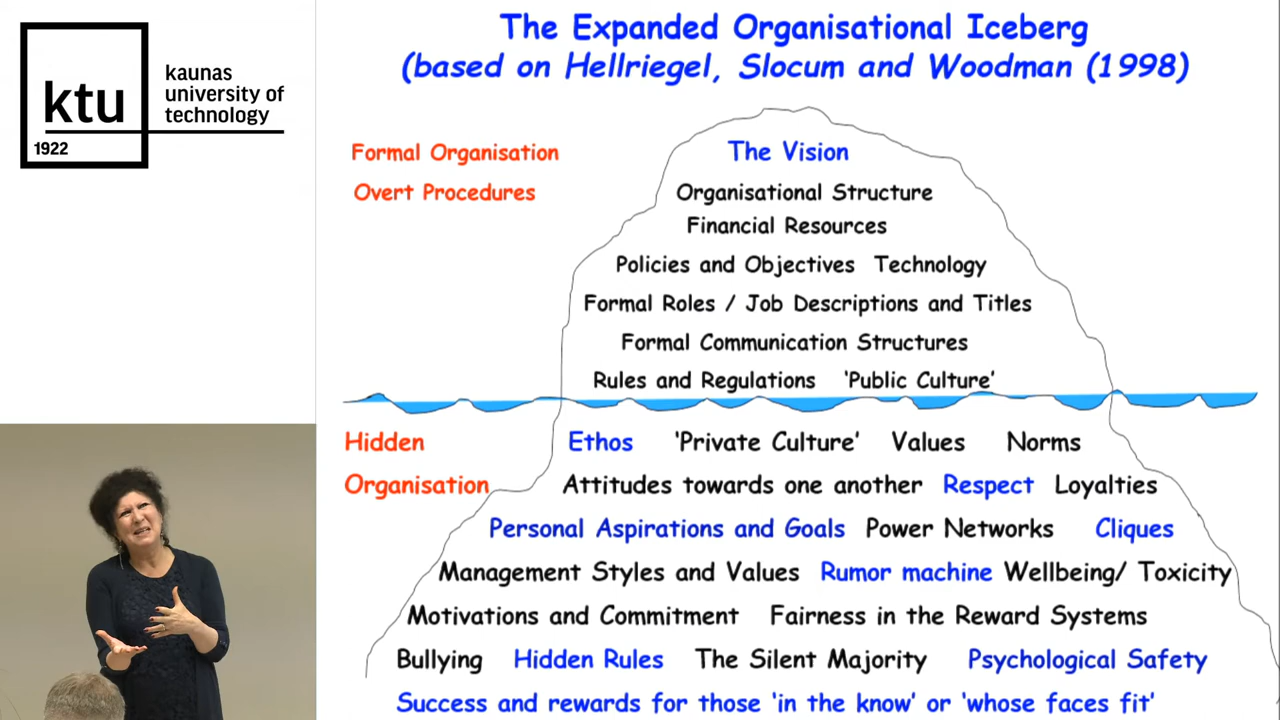 ktu
1922
kaunas
university of
technology
The Expanded Organisational Iceberg
(based on Hellriegel, Slocum and Woodman (1998)
Formal Organisation
The Vision
Overt Procedures
Organisational Structure
Financial Resources
Policies and Objectives Technology
Formal Roles / Job Descriptions and Titles
Formal Communication Structures
Rules and Regulations 'Public Culture'
Hidden
Ethos 'Private Culture' Values Norms
Organisation
Attitudes towards one another Respect Loyalties
Personal Aspirations and Goals Power Networks Cliques
Management Styles and Values Rumor machine Wellbeing/ Toxicity
Motivations and Commitment Fairness in the Reward Systems
Bullying Hidden Rules The Silent Majority Psychological Safety
Success and rewards for those 'in the know' or 'whose faces fit'